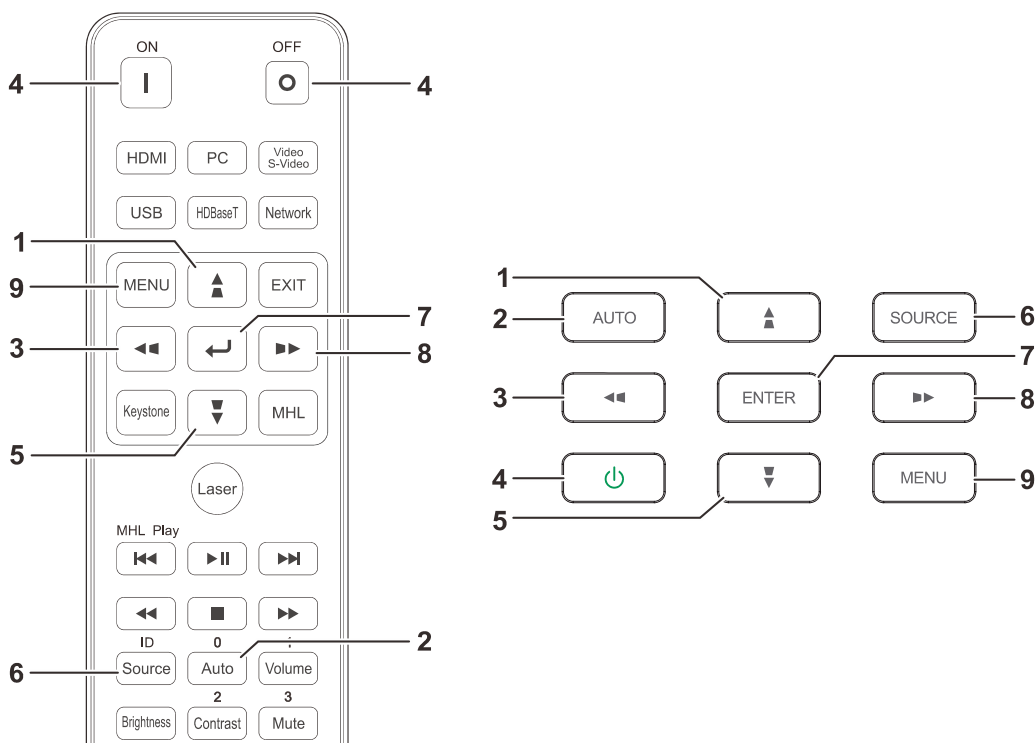 ON OFF
4 4
HDMI PC Video
S-Video
USB HDBaseT Network
1
9 MENU EXIT
7
3 8
Keystone MHL
5
Laser
MHL Play
ID 0
2
6 Source Auto Volume
2 3
Brightness Contrast Mute
1
2 AUTO SOURCE 6
7
3 ENTER 8
4 MENU 9
5